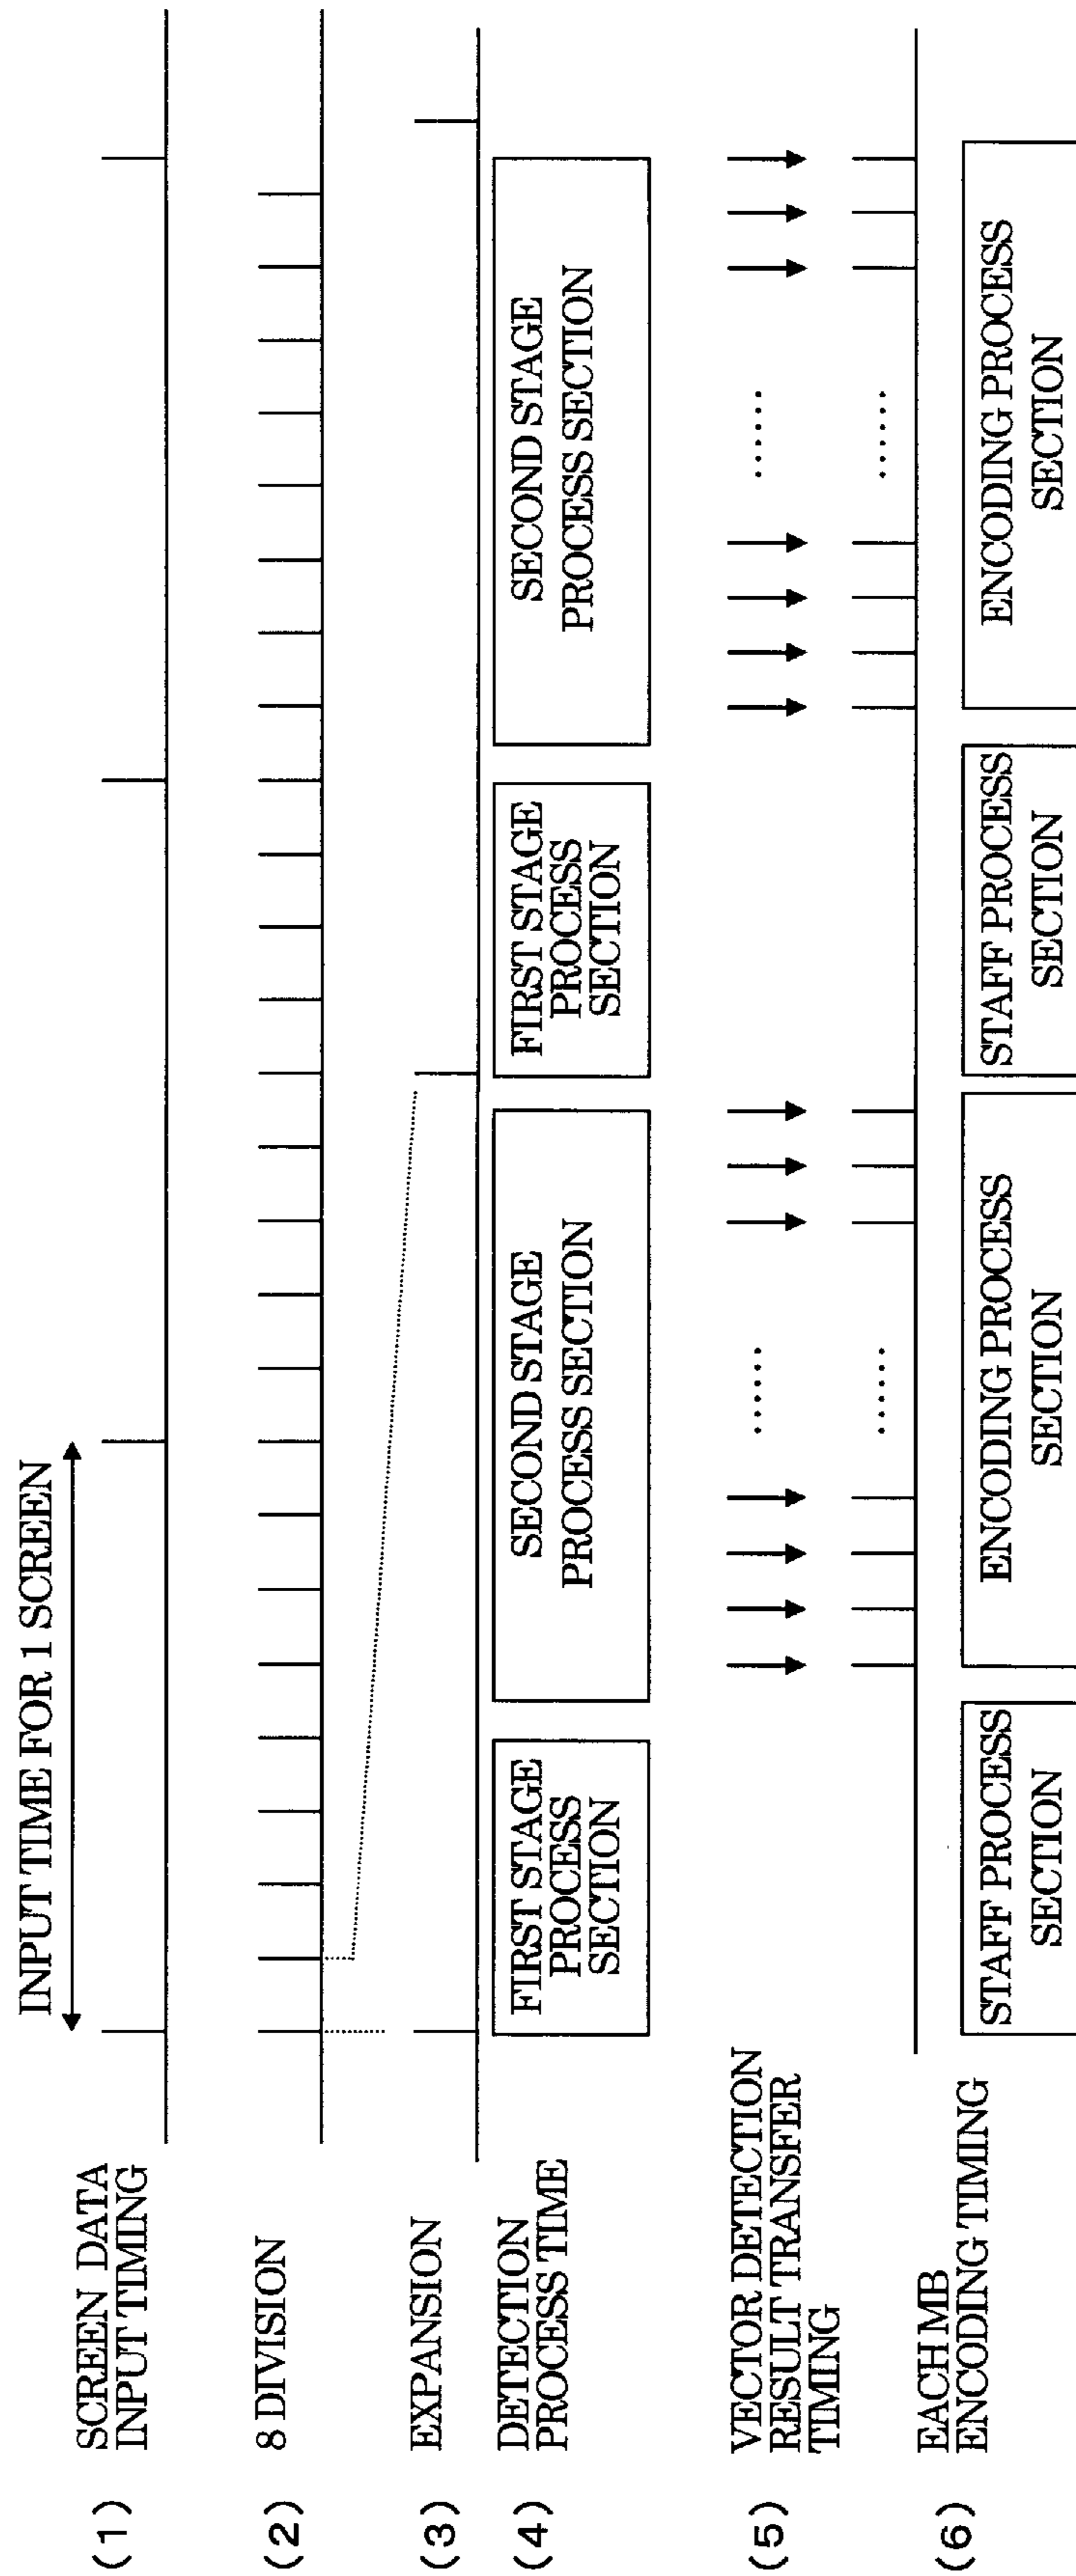 INPUT TIME FOR 1 SCREEN
(1)
SCREEN DATA
INPUT TIMING
(2)
8 DIVISION
(3)
EXPANSION
(4)
DETECTION
PROCESS TIME
FIRST STAGE
PROCESS
SECTION
SECOND STAGE
PROCESS SECTION
FIRST STAGE
PROCESS
SECTION
SECOND STAGE
PROCESS SECTION
(5)
VECTOR DETECTION
RESULT TRANSFER
TIMING
......
......
(6)
EACH MB
ENCODING TIMING
......
......
STAFF PROCESS
SECTION
ENCODING PROCESS
SECTION
STAFF PROCESS
SECTION
ENCODING PROCESS
SECTION